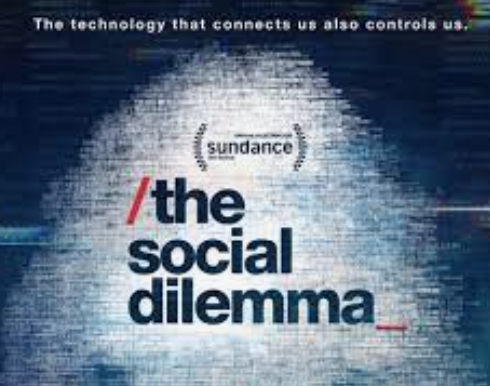 The technology that connects us also controls us.
sundance
/the
social
dilemma_